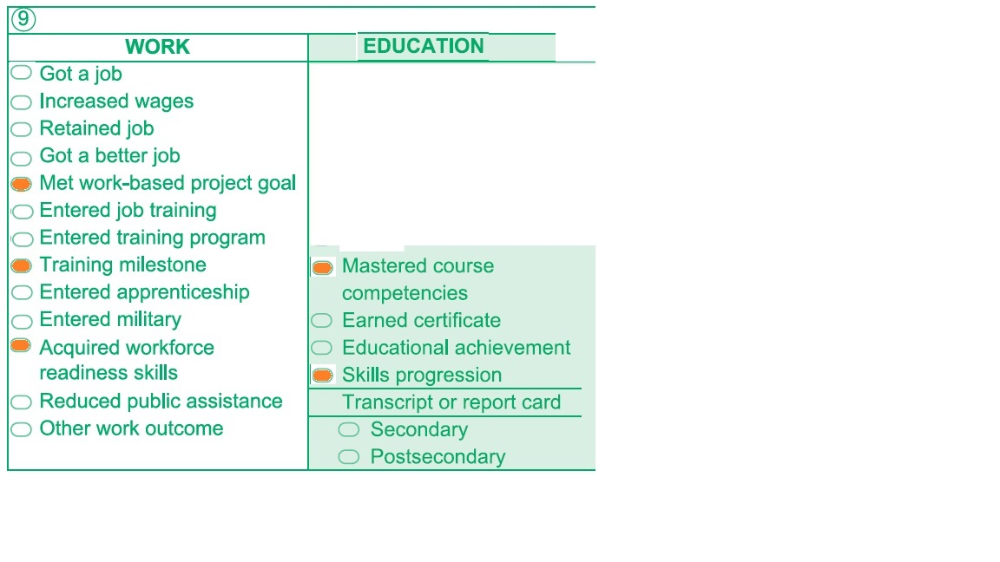 9
WORK
EDUCATION
Got a job
Increased wages
Retained job
Got a better job
Met work-based project goal
Entered job training
Entered training program
Training milestone
Entered apprenticeship
Entered military
Acquired workforce
readiness skills
Reduced public assistance
Other work outcome
Mastered course
competencies
Earned certificate
Educational achievement
Skills progression
Transcript or report card
Secondary
Postsecondary